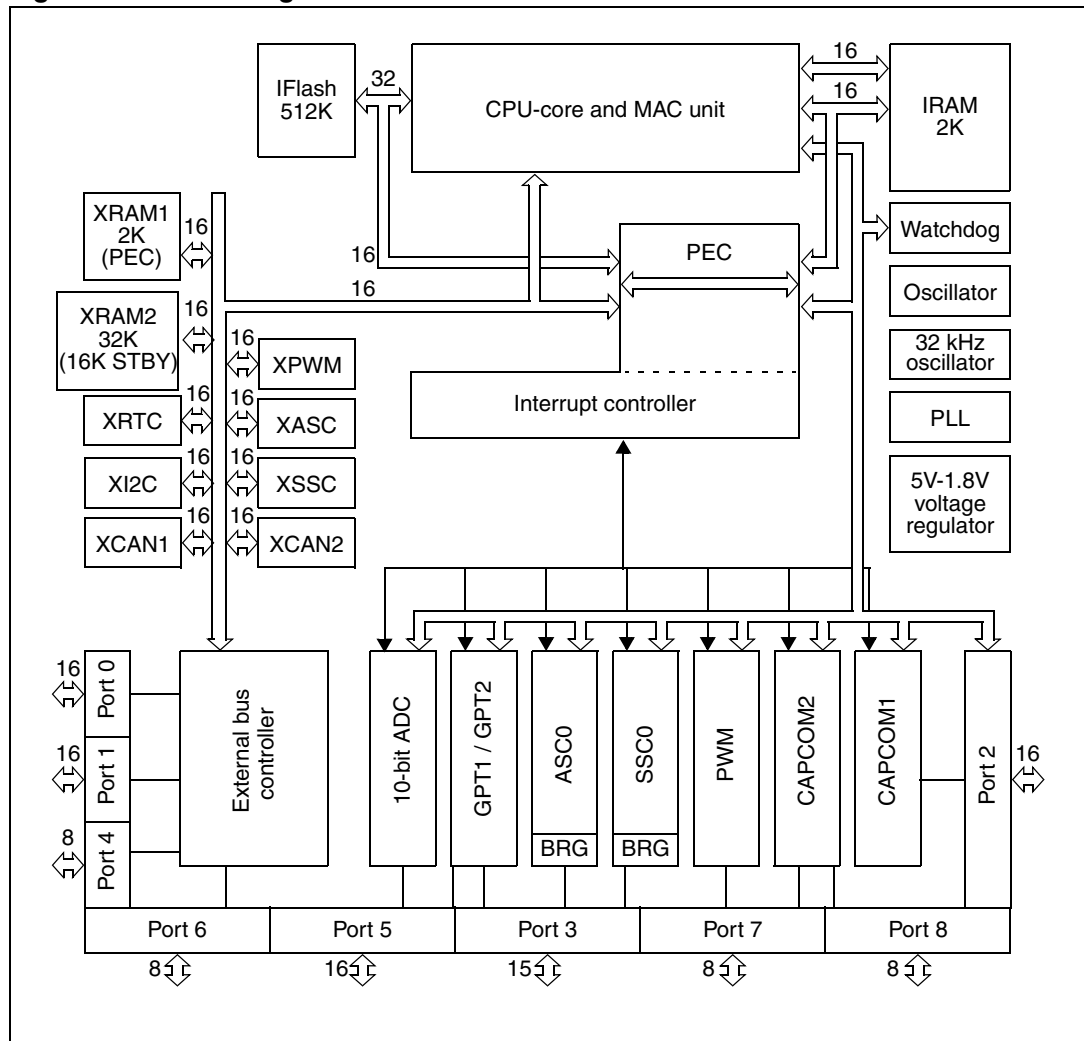 IFlash
512K
32
CPU-core and MAC unit
16
16
IRAM
2K
XRAM1
2K
(PEC)
16
16
16
PEC
Watchdog
Oscillator
32 kHz
oscillator
PLL
5V-1.8V
voltage
regulator
XRAM2
32K
(16K STBY)
16
16
XPWM
Interrupt controller
XRTC
16
16
XASC
XI2C
16
16
XSSC
XCAN1
16
16
XCAN2
16
Port 0
16
Port 1
8
Port 4
External bus
controller
10-bit ADC
GPT1 / GPT2
ASC0
BRG
SSC0
BRG
PWM
CAPCOM2
CAPCOM1
Port 2
16
Port 6
Port 5
Port 3
Port 7
Port 8
8
16
15
8
8